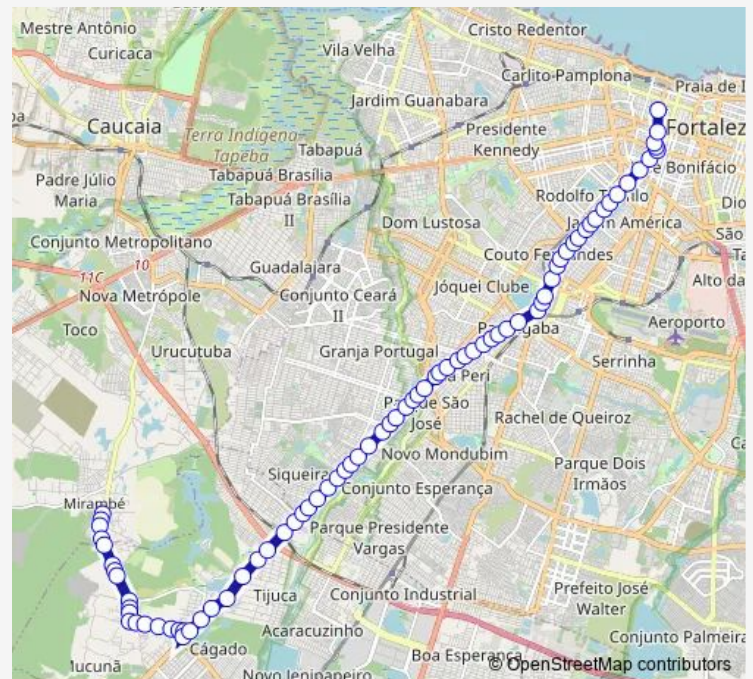 Mestre Antônio
Cristo Redentor
Curicaca
Vila Velha
Carlito Pamplona
Praia de I
Jardim Guanabara
Caucaia
Terra Indígena
Tapeba
Tabapuá
Presidente
Kennedy
Fortalez
Bonifácio
Padre Júlio
Maria
Tabapuá Brasília
Tabapuá Brasília
II
Rodolfo
Dio
Dom Lustosa
América
São
Conjunto Metropolitano
Couto
Guadalajara
11C
10
Jóquei Clube
Alto da
Nova Metrópole
Conjunto Ceará
II
Toco
Aeroporto
Urucutuba
Granja Portugal
Serrinha
Peri
São
José
Rachel de Queiroz
Novo Mondubim
Siqueira
Conjunto Esperança
Parque Dois
Irmãos
Mirambé
Parque Presidente
Vargas
Tijuca
Conjunto Industrial
Prefeito José
Walter
Acaracuzinho
Conjunto Palmeira
Cágado
Boa Esperança
Novo Jenipapeiro
© OpenStreetMap contributors